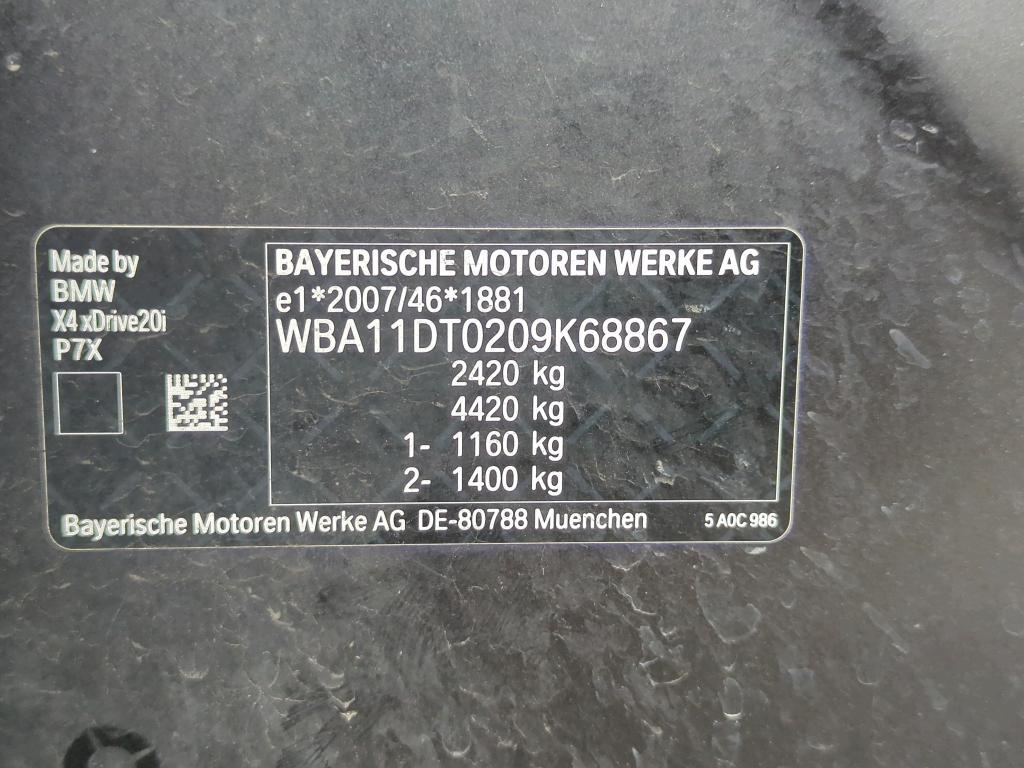 Made by
BMW
X4 xDrive20i
P7X
BAYERISCHE MOTOREN WERKE AG
e1*2007/46*1881
WBA11DT0209K68867
2420 kg
4420 kg
1- 1160 kg
2- 1400 kg
Bayerische Motoren Werke AG DE-80788 Muenchen
5 A0C 986